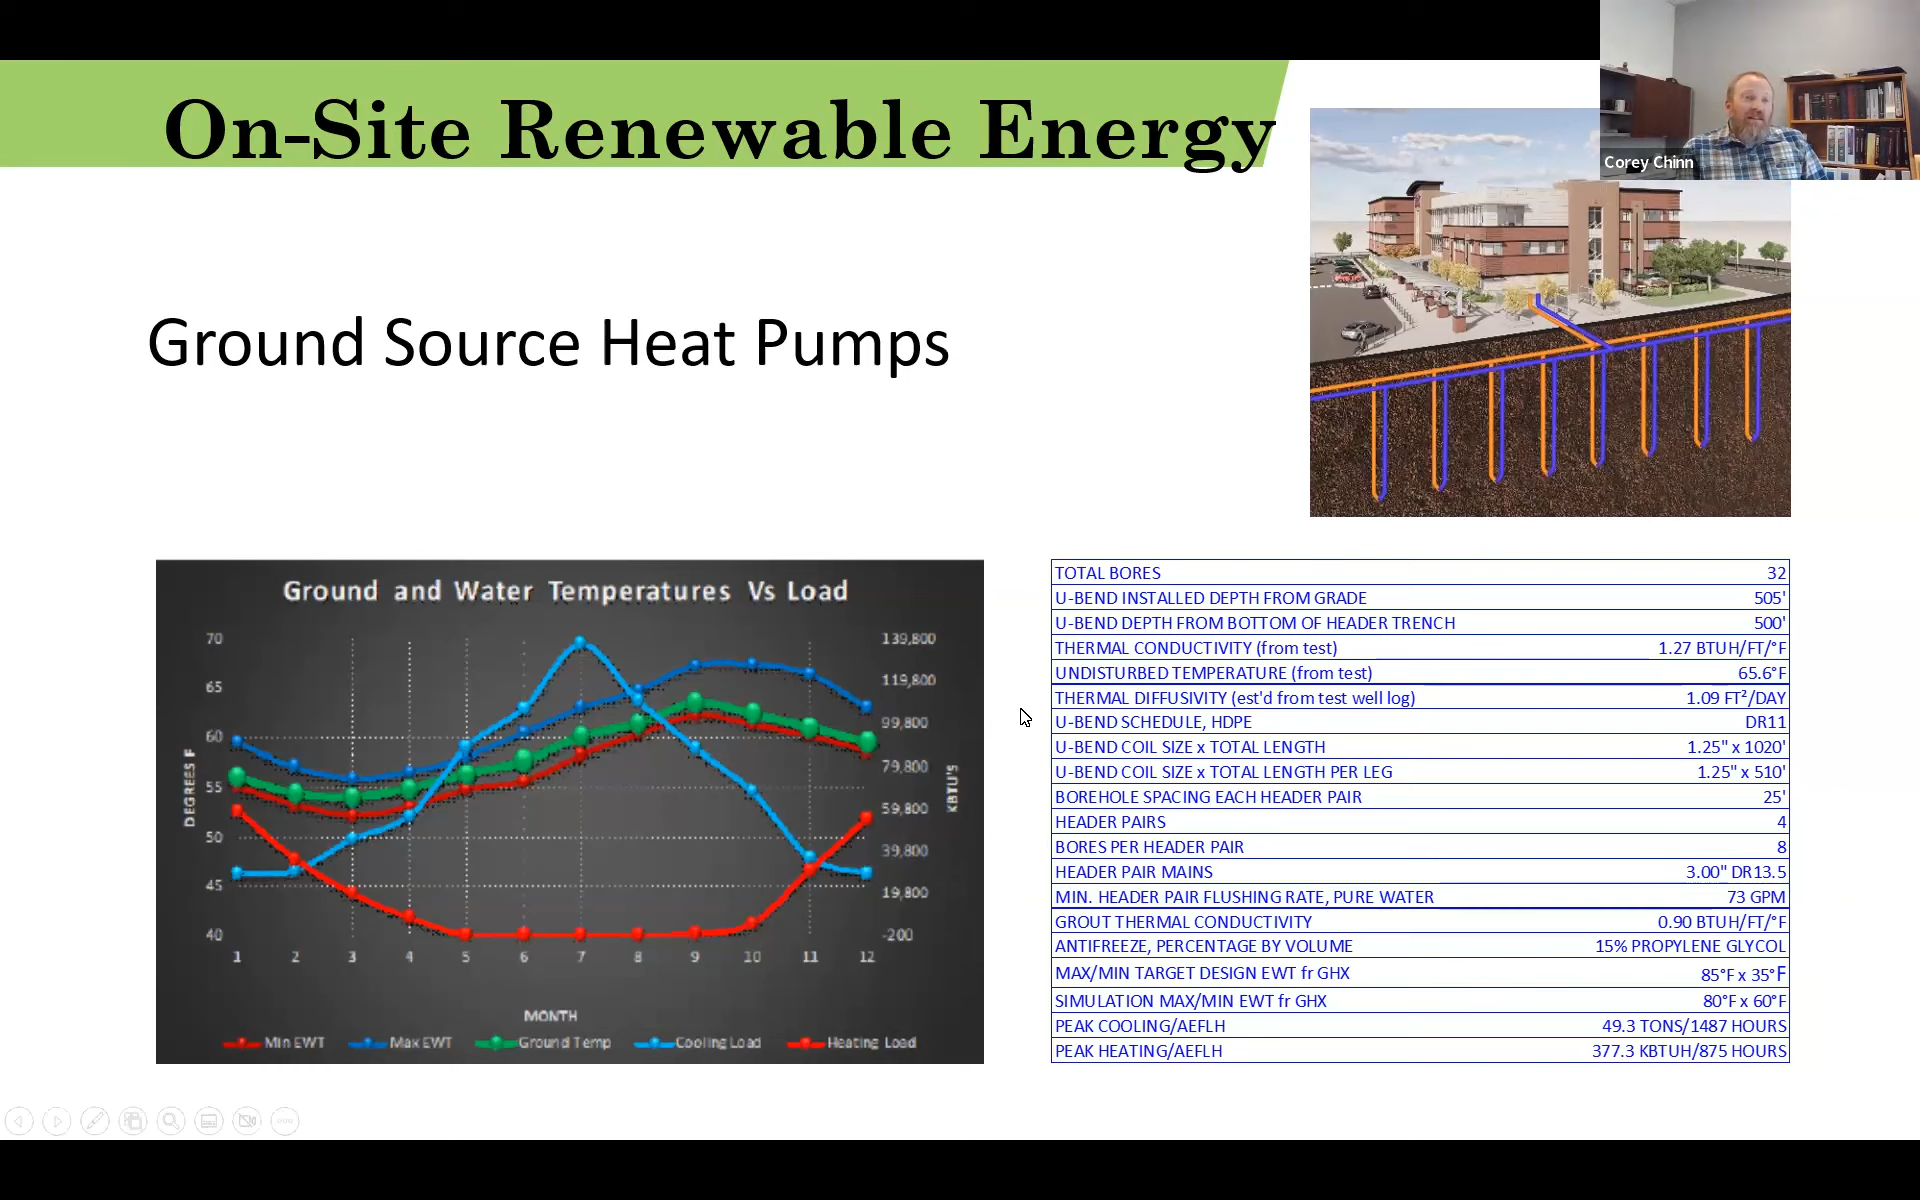 On-Site Renewable Energy
Corey Chinn
Ground Source Heat Pumps
Ground and Water Temperatures Vs Load
70
65
60
55
50
45
40
DEGREES F
139,800
119,800
99,800
79,800
59,800
39,800
19,800
-200
KBTU'S
1 2 3 4 5 6 7 8 9 10 11 12
MONTH
Min EWT Max EWT Ground Temp Cooling Load Heating Load
TOTAL BORES 32
U-BEND INSTALLED DEPTH FROM GRADE 505'
U-BEND DEPTH FROM BOTTOM OF HEADER TRENCH 500'
THERMAL CONDUCTIVITY (from test) 1.27 BTUH/FT/°F
UNDISTURBED TEMPERATURE (from test) 65.6°F
THERMAL DIFFUSIVITY (est'd from test well log) 1.09 FT²/DAY
U-BEND SCHEDULE, HDPE DR11
U-BEND COIL SIZE x TOTAL LENGTH 1.25" x 1020'
U-BEND COIL SIZE x TOTAL LENGTH PER LEG 1.25" x 510'
BOREHOLE SPACING EACH HEADER PAIR 25'
HEADER PAIRS 4
BORES PER HEADER PAIR 8
HEADER PAIR MAINS 3.00" DR13.5
MIN. HEADER PAIR FLUSHING RATE, PURE WATER 73 GPM
GROUT THERMAL CONDUCTIVITY 0.90 BTUH/FT/°F
ANTIFREEZE, PERCENTAGE BY VOLUME 15% PROPYLENE GLYCOL
MAX/MIN TARGET DESIGN EWT fr GHX 85°F x 35°F
SIMULATION MAX/MIN EWT fr GHX 80°F x 60°F
PEAK COOLING/AEFLH 49.3 TONS/1487 HOURS
PEAK HEATING/AEFLH 377.3 KBTUH/875 HOURS